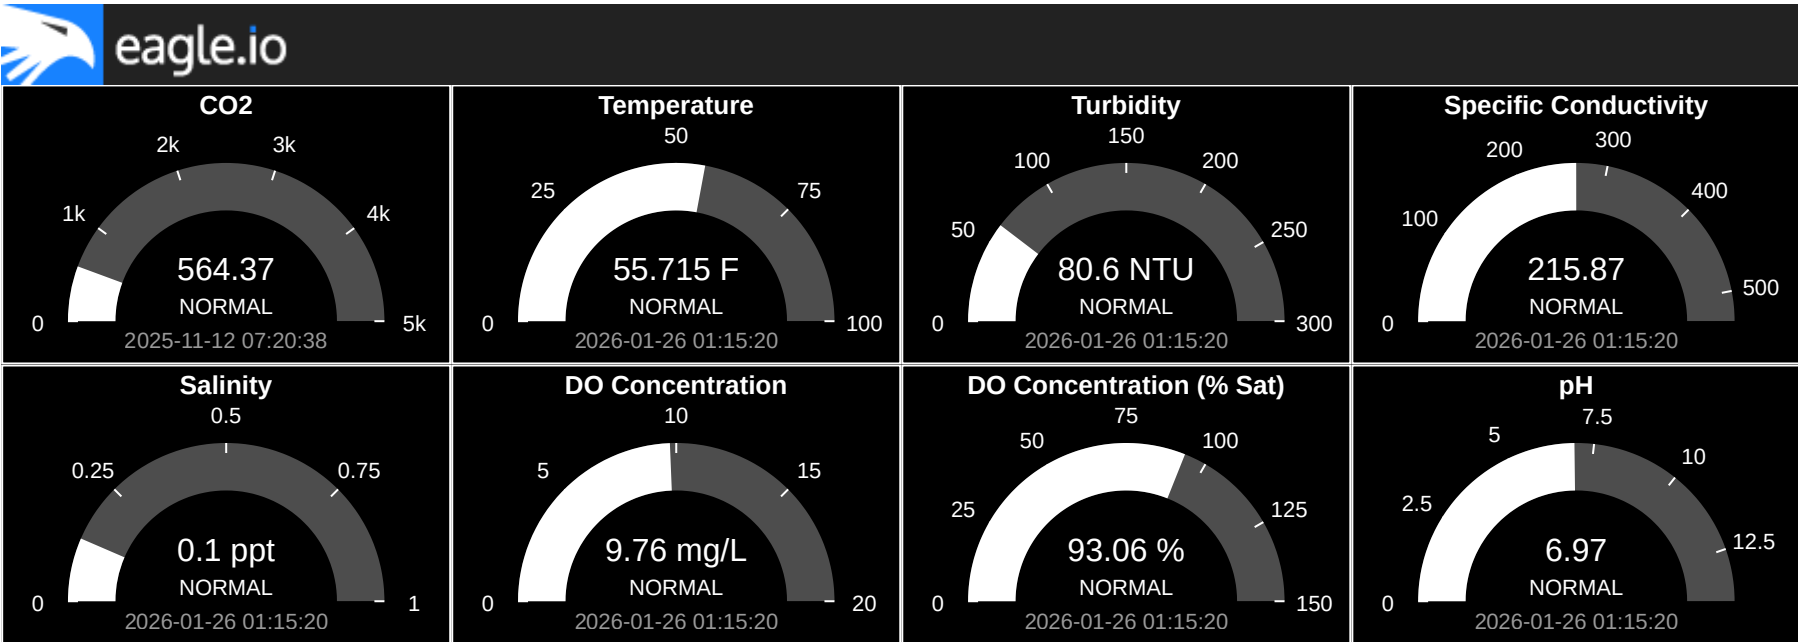 eagle.io
CO2
2k
3k
1k
4k
564.37
NORMAL
0
5k
2025-11-12 07:20:38
Temperature
50
25
75
55.715 F
NORMAL
0
100
2026-01-26 01:15:20
Turbidity
150
100
200
50
250
80.6 NTU
NORMAL
0
300
2026-01-26 01:15:20
Specific Conductivity
300
200
400
100
500
215.87
NORMAL
0
2026-01-26 01:15:20
Salinity
0.5
0.25
0.75
0.1 ppt
NORMAL
0
1
2026-01-26 01:15:20
DO Concentration
10
5
15
9.76 mg/L
NORMAL
0
20
2026-01-26 01:15:20
DO Concentration (% Sat)
75
50
100
25
125
93.06 %
NORMAL
0
150
2026-01-26 01:15:20
pH
7.5
5
10
2.5
12.5
6.97
NORMAL
0
2026-01-26 01:15:20